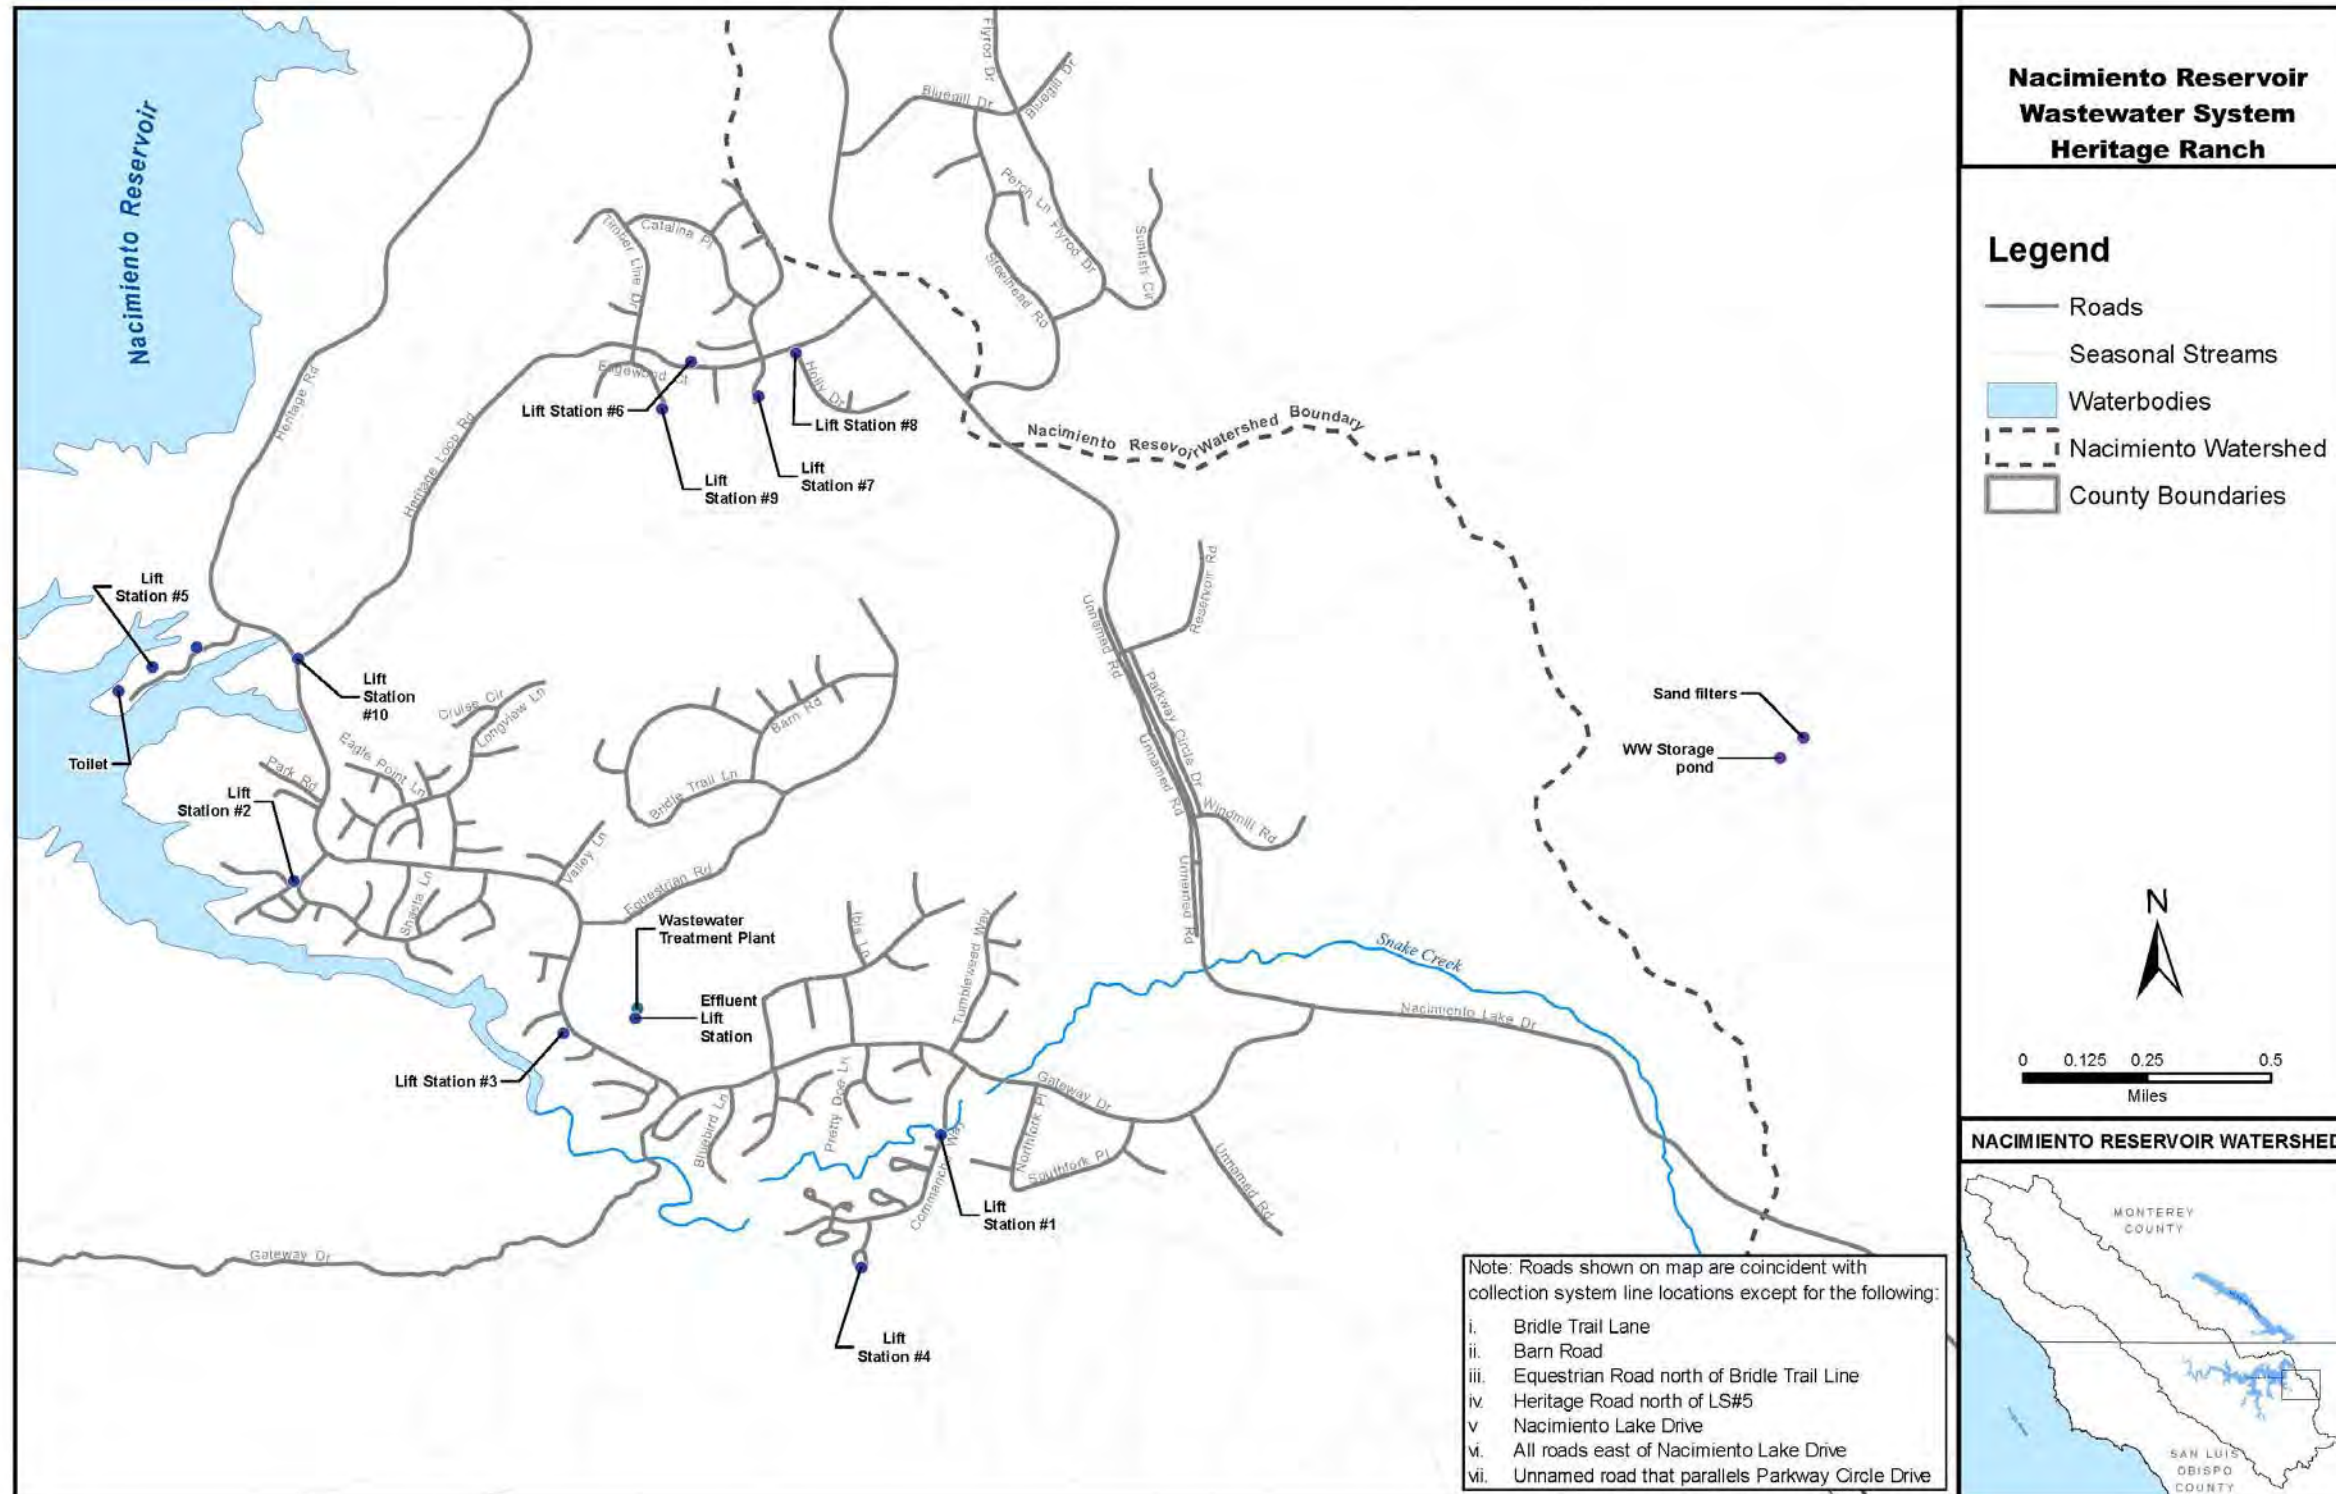 Nacimiento Reservoir
Wastewater System
Heritage Ranch
Legend
Roads
Seasonal Streams
Waterbodies
Nacimiento Watershed
County Boundaries
N
0 0.125 0.25 0.5
Miles
NACIMIENTO RESERVOIR WATERSHED
MONTEREY
COUNTY
SAN LUIS
OBISPO
COUNTY
Nacimiento Reservoir
Flyrod Dr
Bluegill Dr
Bluegill Dr
Perch Ln
Flyrod Dr
Sunfish Cir
Steelhead Rd
Timber Line Dr
Catalina Pl
Edgewood Ct
Holly Dr
Heritage Rd
Heritage Loop Rd
Lift Station #6
Lift Station #8
Lift
Station #7
Lift
Station #9
Nacimiento Resevoir Watershed Boundary
Lift
Station #5
Lift
Station
#10
Toilet
Lift
Station #2
Cruise Cir
Longview Ln
Eagle Point Ln
Park Rd
Barn Rd
Bridle Trail Ln
Valley Ln
Equestrian Rd
Shasta Ln
Reservoir Rd
Unnamed Rd
Parkway Circle Dr
Unnamed Rd
Windmill Rd
Unnamed Rd
Sand filters
WW Storage
pond
Wastewater
Treatment Plant
Effluent
Lift
Station
Ibis Ln
Tumbleweed Way
Snake Creek
Nacimiento Lake Dr
Lift Station #3
Bluebird Ln
Pretty Doe Ln
Gateway Dr
Northfork Pl
Southfork Pl
Unnamed Rd
Commanche Way
Lift
Station #1
Gateway Dr
Lift
Station #4
Note: Roads shown on map are coincident with
collection system line locations except for the following:
i. Bridle Trail Lane
ii. Barn Road
iii. Equestrian Road north of Bridle Trail Line
iv. Heritage Road north of LS#5
v Nacimiento Lake Drive
vi. All roads east of Nacimiento Lake Drive
vii. Unnamed road that parallels Parkway Circle Drive